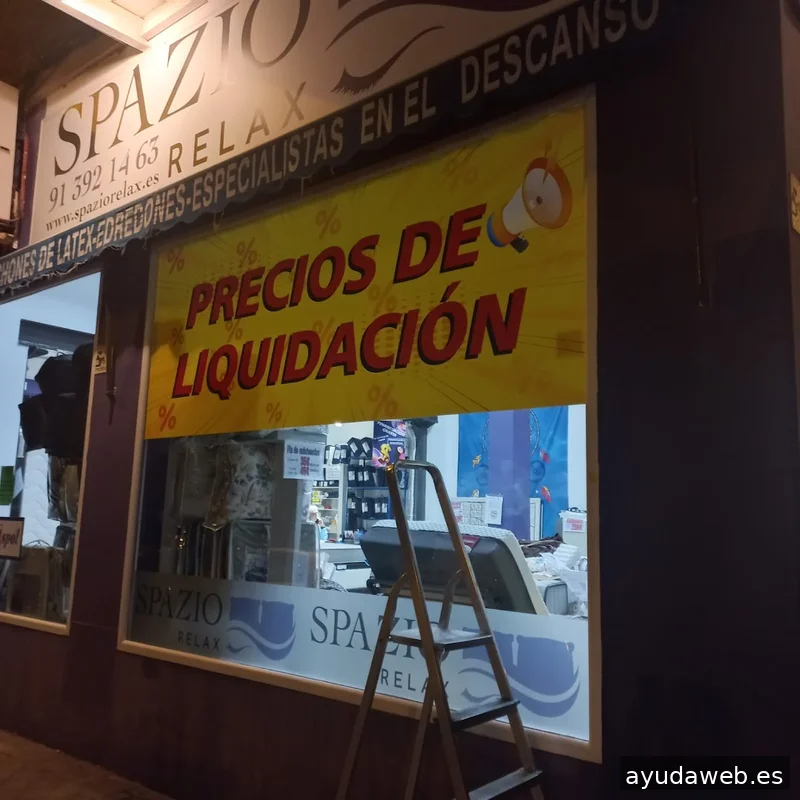 SPAZIO
RELAX
91 392 14 63
www.spaziorelax.es
DE LATEX-EDREDONES-ESPECIALISTAS EN EL DESCANSO
PRECIOS DE
LIQUIDACIÓN
%
SPAZIO
RELAX
SPAZIO
RELAX
ayudaweb.es